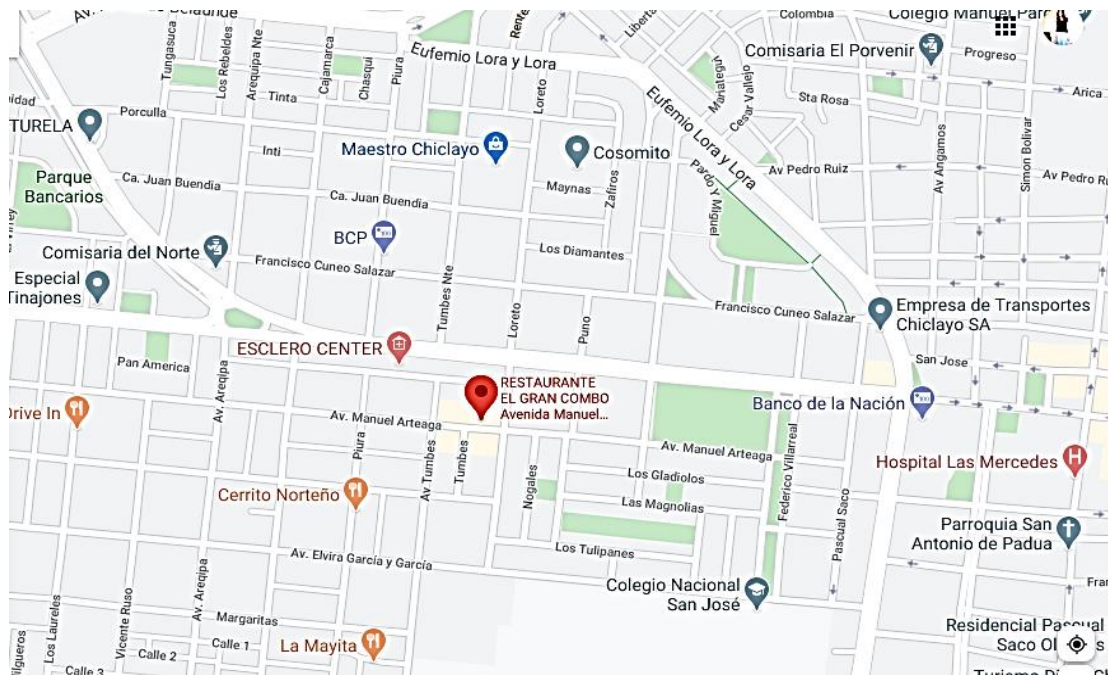 Colegio Manuel
Colombia
Eufemio Lora y Lora
Comisaria El Porvenir
Progreso
Arica
Sta Rosa
Tungasuca
Los Rebeldes
Arequipa Nte
Cajamarca
Chasqui
Piura
Loreto
Mariategui
Cesar Vallejo
Eufemio Lora y Lora
Porculla
Tinta
TURELA
Inti
Maestro Chiclayo
Cosomito
Av Pedro Ruiz
Av Angamos
Simon Bolivar
Av Pedro
Parque
Bancarios
Ca. Juan Buendia
Ca. Juan Buendia
Maynas
Zafiros
Pardo Y Miguel
BCP
Comisaria del Norte
Francisco Cuneo Salazar
Los Diamantes
Especial
Tinajones
Tumbes Nte
Loreto
Puno
Francisco Cuneo Salazar
Empresa de Transportes
Chiclayo SA
ESCLERO CENTER
Pan America
San Jose
RESTAURANTE
EL GRAN COMBO
Avenida Manuel...
Drive In
Av. Areqipa
Av. Manuel Arteaga
Banco de la Nación
Av. Manuel Arteaga
Federico Villarreal
Hospital Las Mercedes
Piura
Av Tumbes
Tumbes
Nogales
Los Gladiolos
Cerrito Norteño
Las Magnolias
Pascual Saco
Parroquia San
Antonio de Padua
Av. Elvira García y García
Los Tulipanes
Colegio Nacional
San José
Los Laureles
Vicente Ruso
Av. Areqipa
Margaritas
Residencial Pascual
Saco
Calle 1
Calle 2
Calle 3
La Mayita